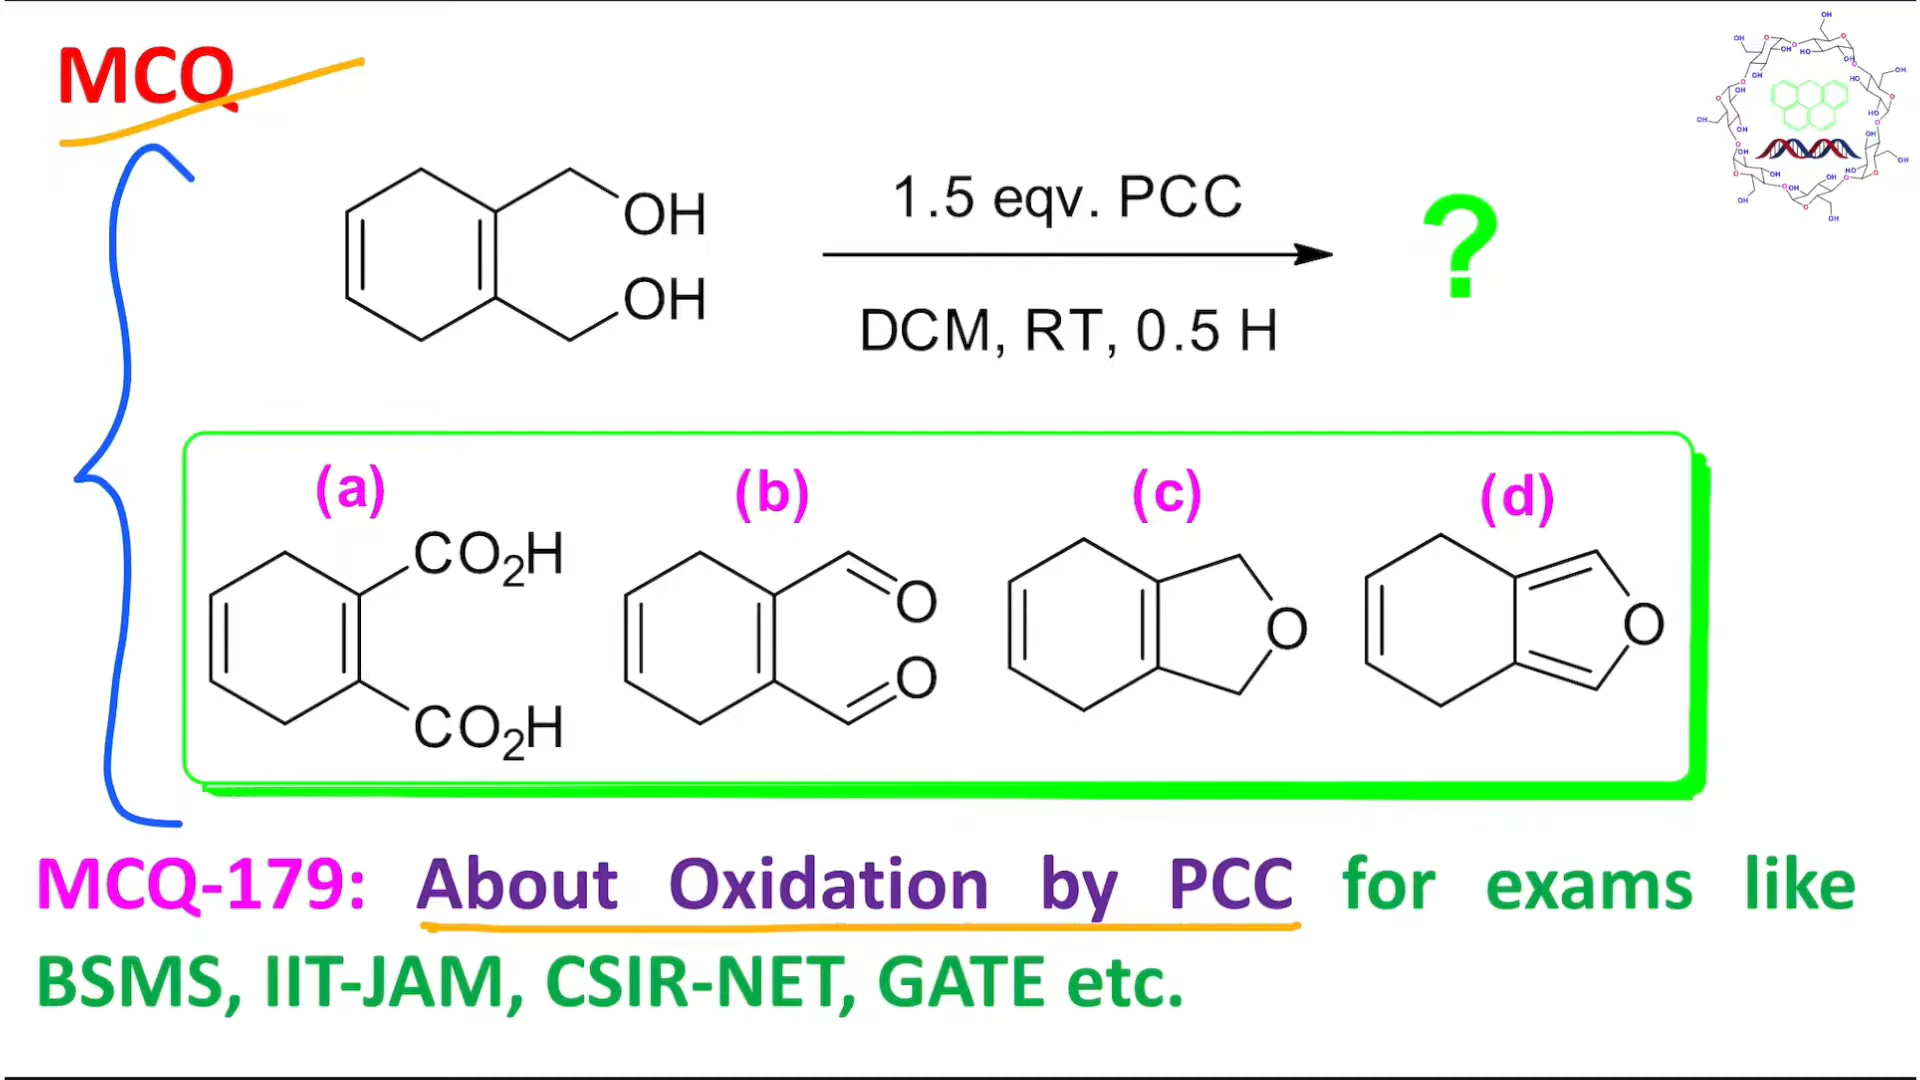 MCQ
OH
OH
1.5 eqv. PCC
DCM, RT, 0.5 H
?
(a) (b) (c) (d)
CO2H
CO2H
O
O
O
O
MCQ-179: About Oxidation by PCC for exams like
BSMS, IIT-JAM, CSIR-NET, GATE etc.